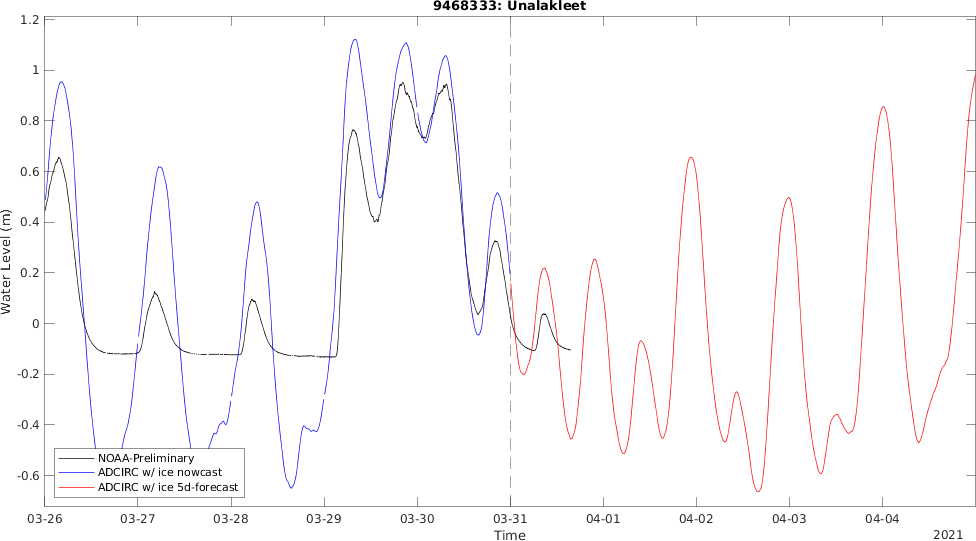 9468333: Unalakleet
1.2
1
0.8
0.6
0.4
0.2
0
-0.2
-0.4
-0.6
Water Level (m)
NOAA-Preliminary
ADCIRC w/ ice nowcast
ADCIRC w/ ice 5d-forecast
03-26 03-27 03-28 03-29 03-30 03-31 04-01 04-02 04-03 04-04
Time
2021